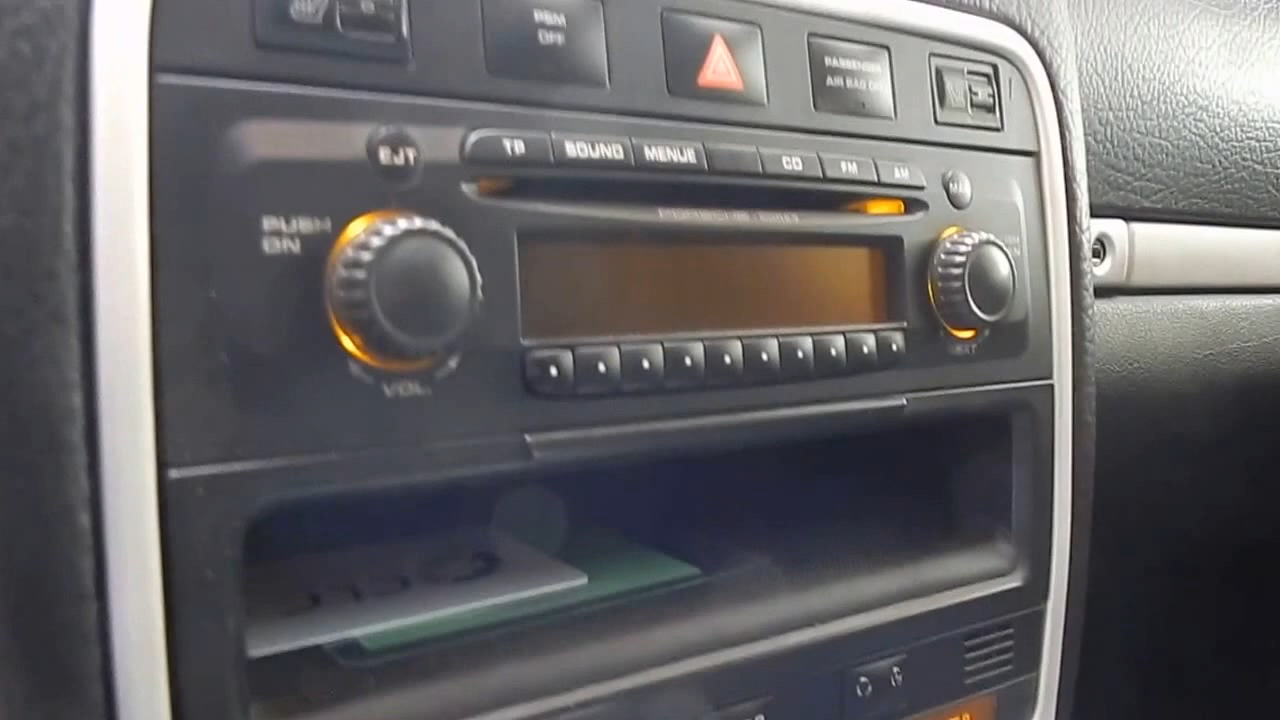 PSM
OFF
PASSENGER
AIR BAG OFF
EJT
TP
SOUND
MENUE
CD
FM
AM
PUSH
ON
VOL.